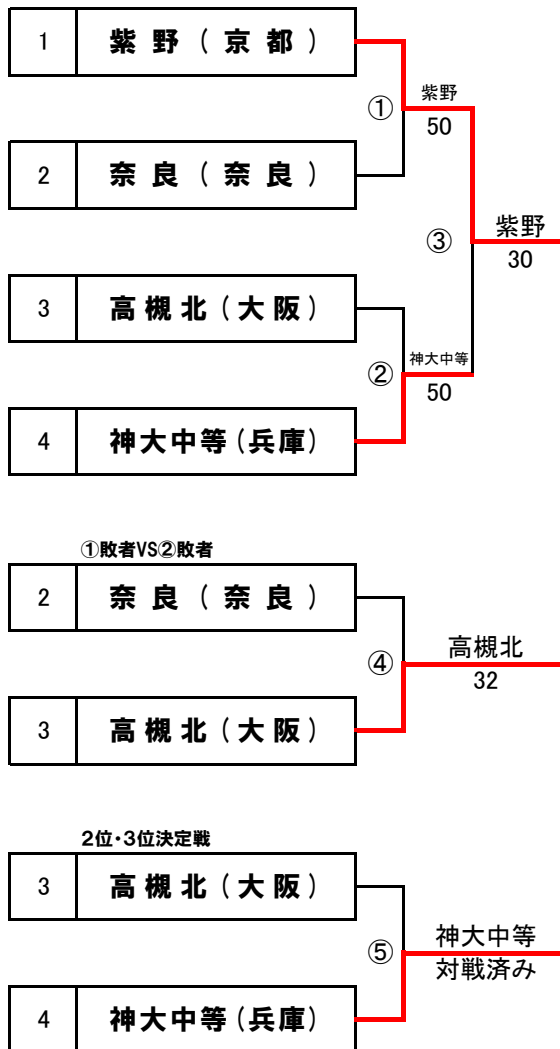 1 紫野(京都)
①
紫野
50
2 奈良(奈良)
③
紫野
30
3 高槻北(大阪)
②
神大中等
50
4 神大中等(兵庫)
①敗者VS②敗者
2 奈良(奈良)
④
高槻北
32
3 高槻北(大阪)
2位・3位決定戦
3 高槻北(大阪)
⑤
神大中等
対戦済み
4 神大中等(兵庫)